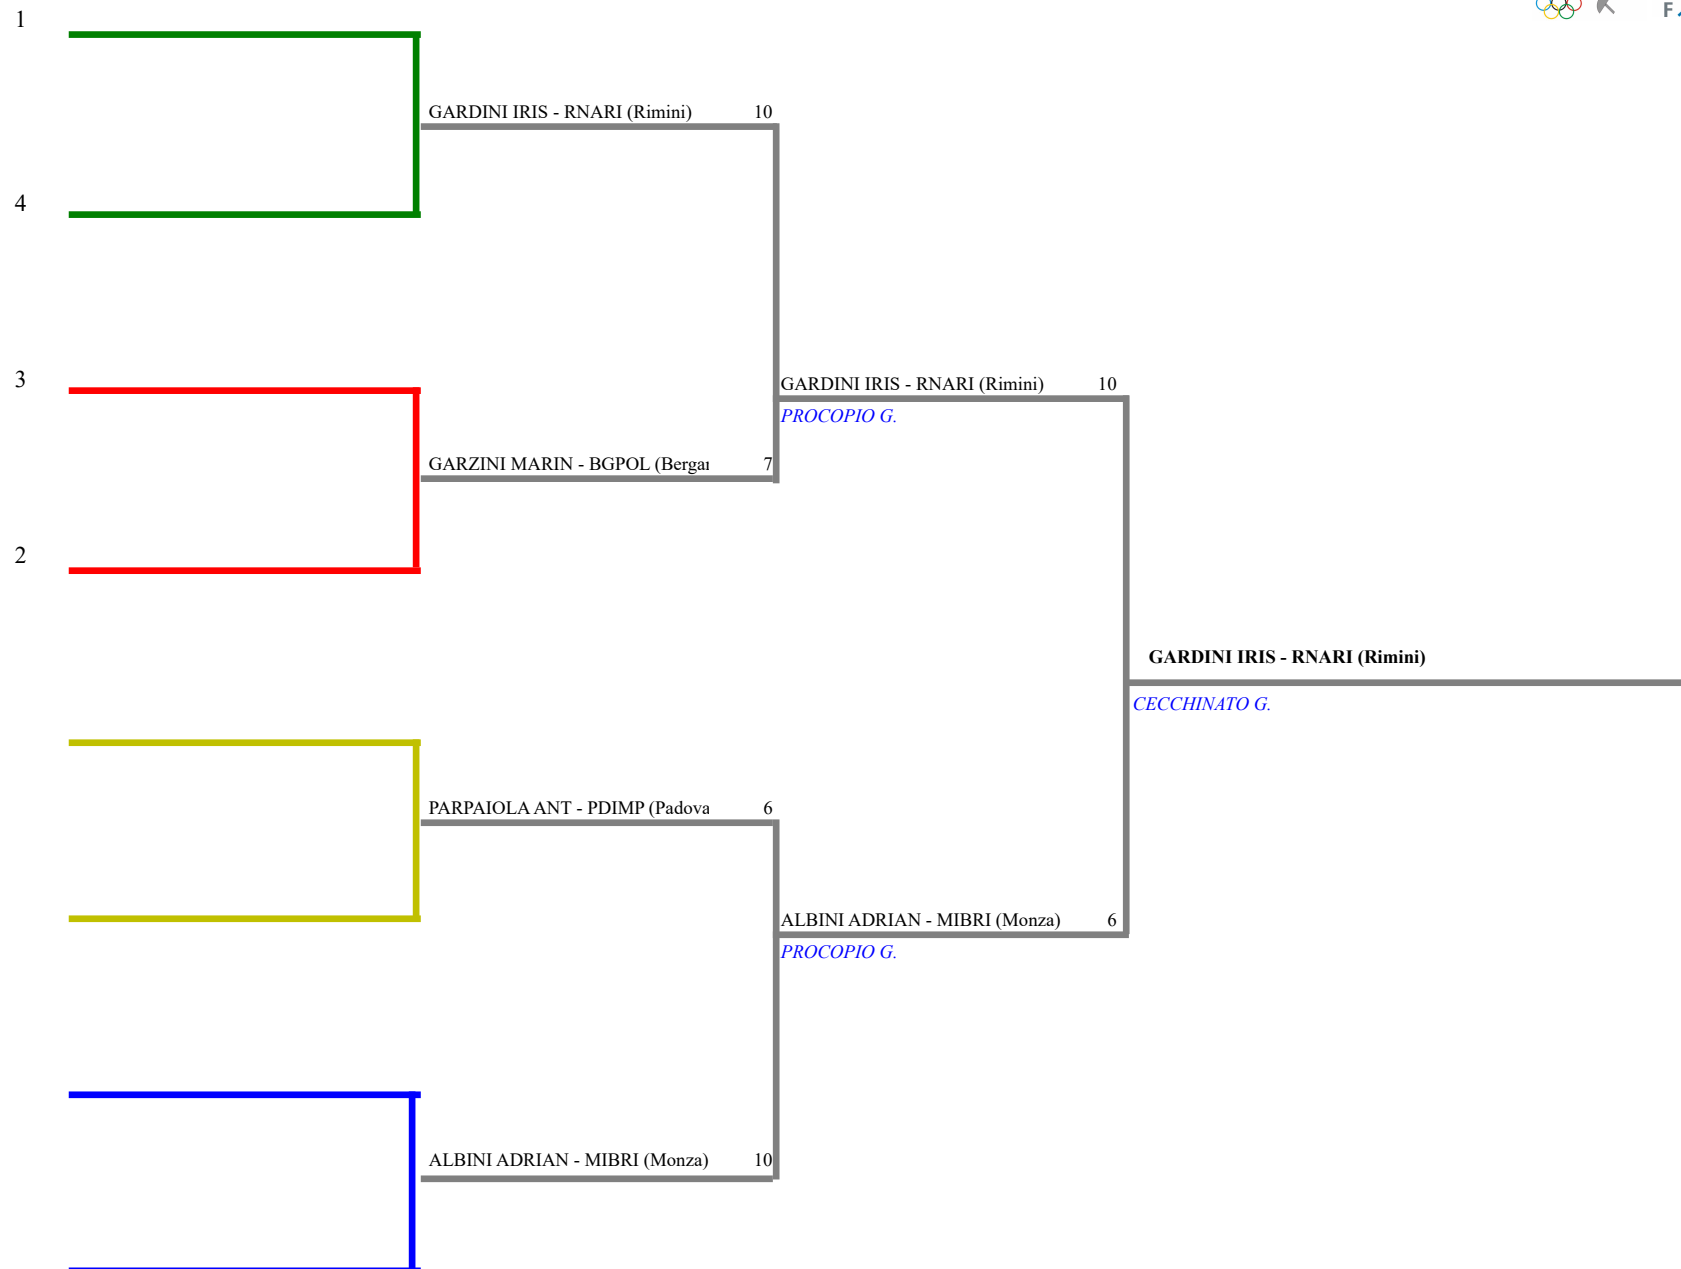 1
GARDINI IRIS - RNARI (Rimini) 10
4
3
GARDINI IRIS - RNARI (Rimini) 10
PROCOPIO G.
GARZINI MARIN - BGPOL (Bergar 7
2
GARDINI IRIS - RNARI (Rimini)
CECCHINATO G.
PARPAIOLA ANT - PDIMP (Padova 6
ALBINI ADRIAN - MIBRI (Monza) 6
PROCOPIO G.
ALBINI ADRIAN - MIBRI (Monza) 10